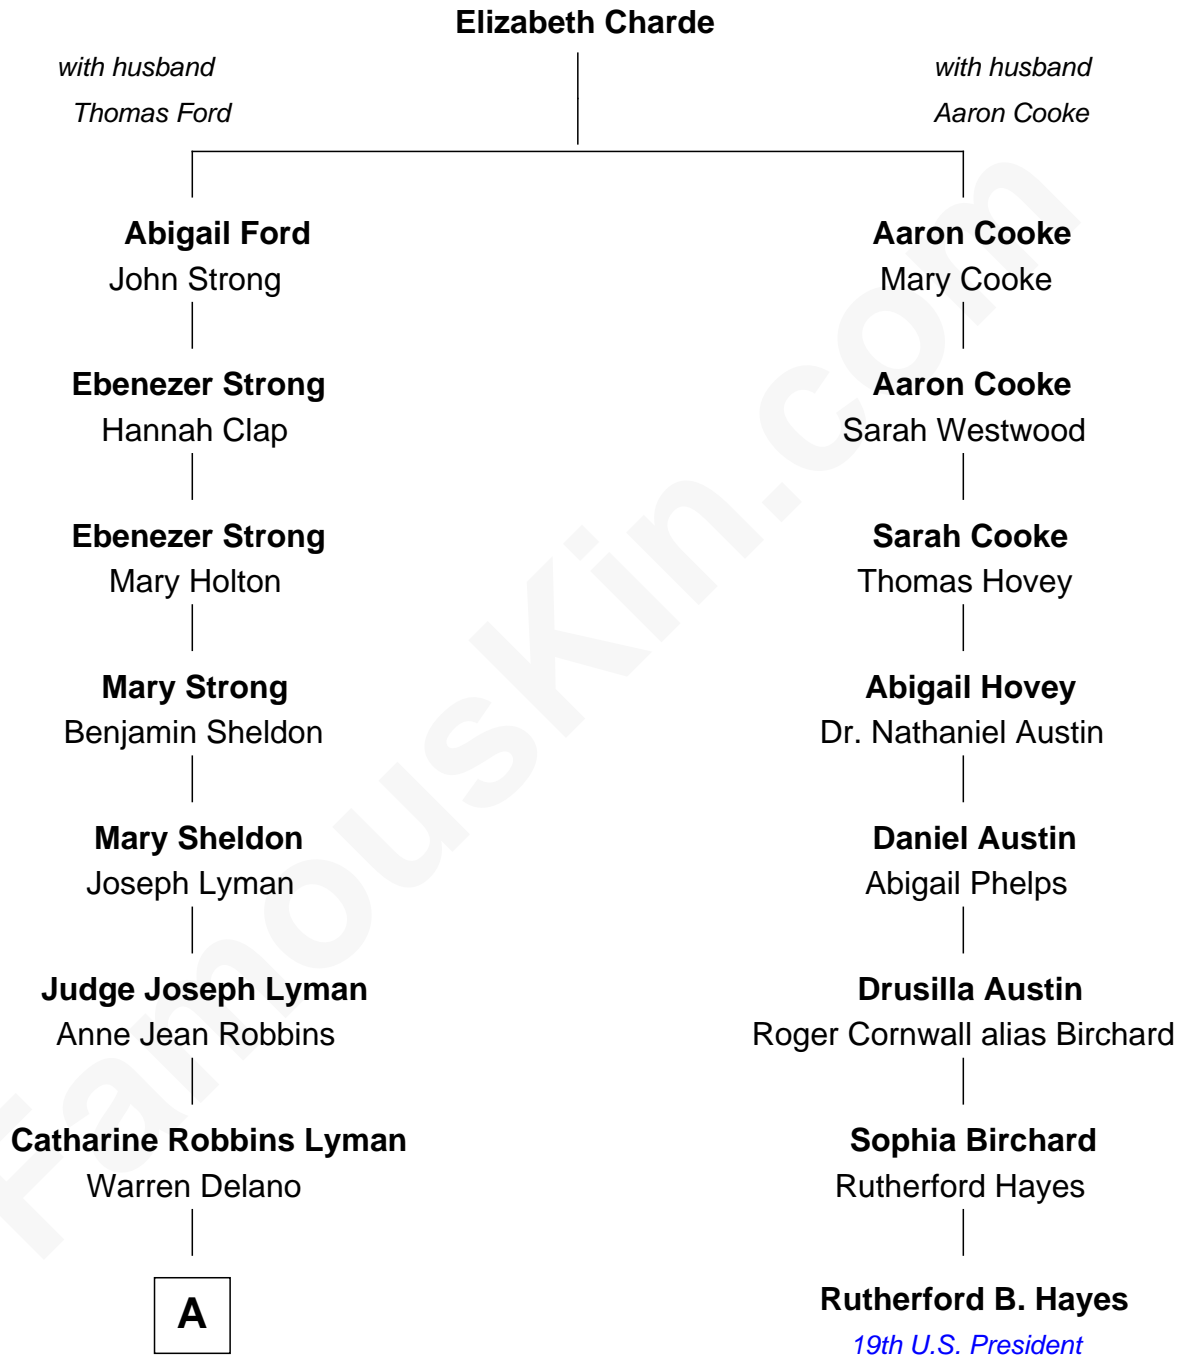 Elizabeth Charde
with husband
Thomas Ford
with husband
Aaron Cooke
Abigail Ford
John Strong
Aaron Cooke
Mary Cooke
Ebenezer Strong
Hannah Clap
Aaron Cooke
Sarah Westwood
Ebenezer Strong
Mary Holton
Sarah Cooke
Thomas Hovey
Mary Strong
Benjamin Sheldon
Abigail Hovey
Dr. Nathaniel Austin
Mary Sheldon
Joseph Lyman
Daniel Austin
Abigail Phelps
Judge Joseph Lyman
Anne Jean Robbins
Drusilla Austin
Roger Cornwall alias Birchard
Catharine Robbins Lyman
Warren Delano
Sophia Birchard
Rutherford Hayes
A
Rutherford B. Hayes
19th U.S. President
FamousKin.com